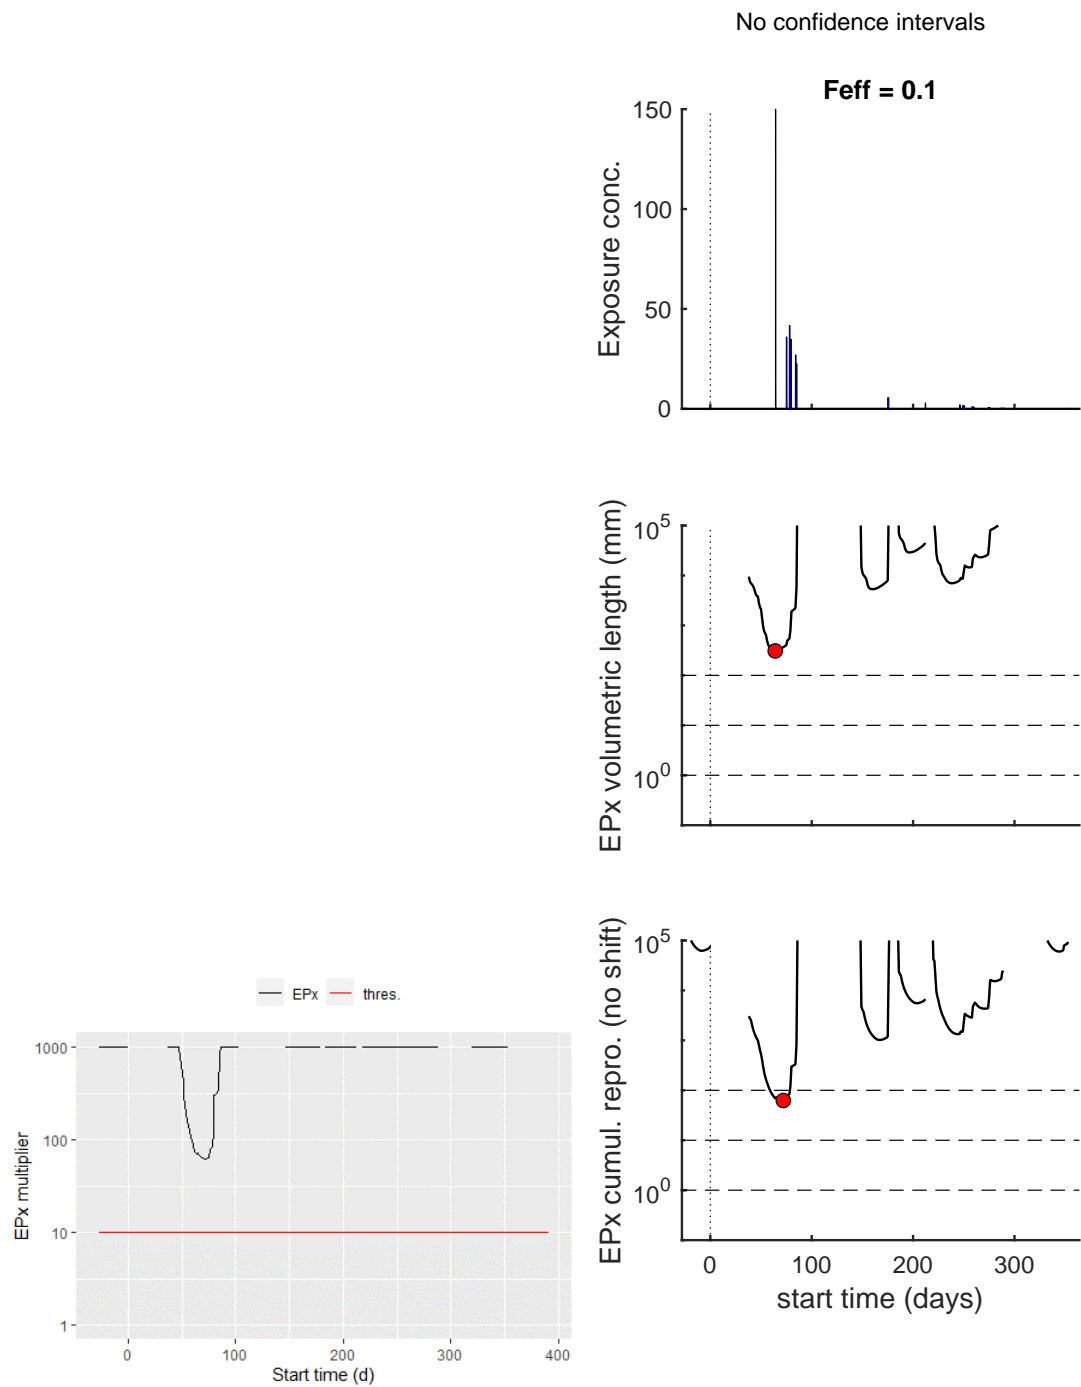 No confidence intervals
Feff = 0.1
Exposure conc.
150
100
50
0
EPx volumetric length (mm)
10^5
10^0
EPx cumul. repro. (no shift)
10^5
10^0
0 100 200 300
start time (days)
EPx thres.
EPx multiplier
1000
100
10
1
0 100 200 300 400
Start time (d)